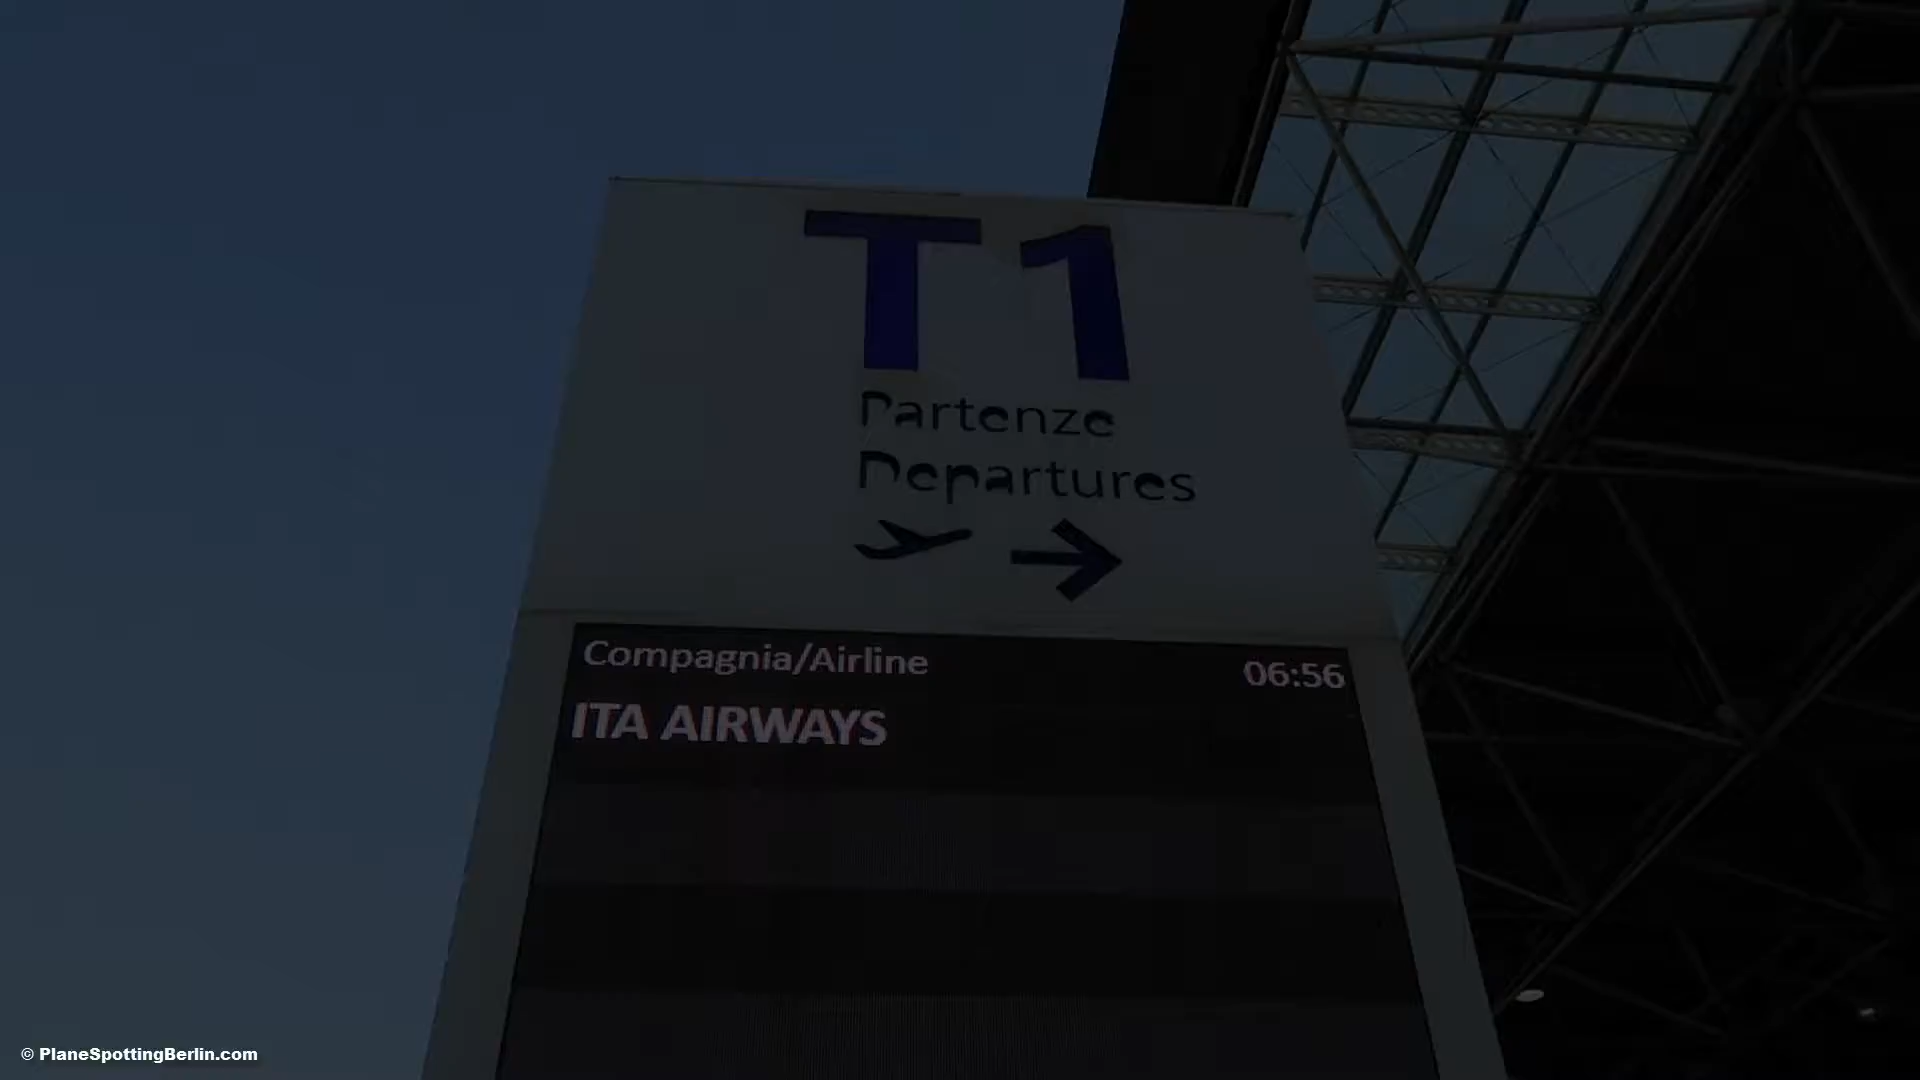 T1
Partenze
Departures
Compagnia/Airline 06:56
ITA AIRWAYS
© PlaneSpottingBerlin.com